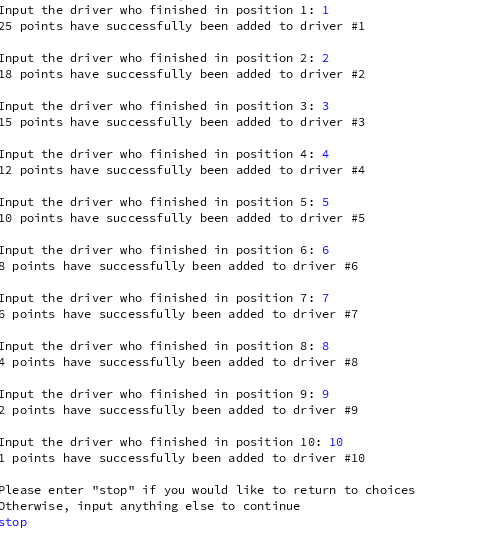 Input the driver who finished in position 1: 1
25 points have successfully been added to driver #1
Input the driver who finished in position 2: 2
18 points have successfully been added to driver #2
Input the driver who finished in position 3: 3
15 points have successfully been added to driver #3
Input the driver who finished in position 4: 4
12 points have successfully been added to driver #4
Input the driver who finished in position 5: 5
10 points have successfully been added to driver #5
Input the driver who finished in position 6: 6
8 points have successfully been added to driver #6
Input the driver who finished in position 7: 7
6 points have successfully been added to driver #7
Input the driver who finished in position 8: 8
4 points have successfully been added to driver #8
Input the driver who finished in position 9: 9
2 points have successfully been added to driver #9
Input the driver who finished in position 10: 10
1 points have successfully been added to driver #10
Please enter "stop" if you would like to return to choices
Otherwise, input anything else to continue
stop